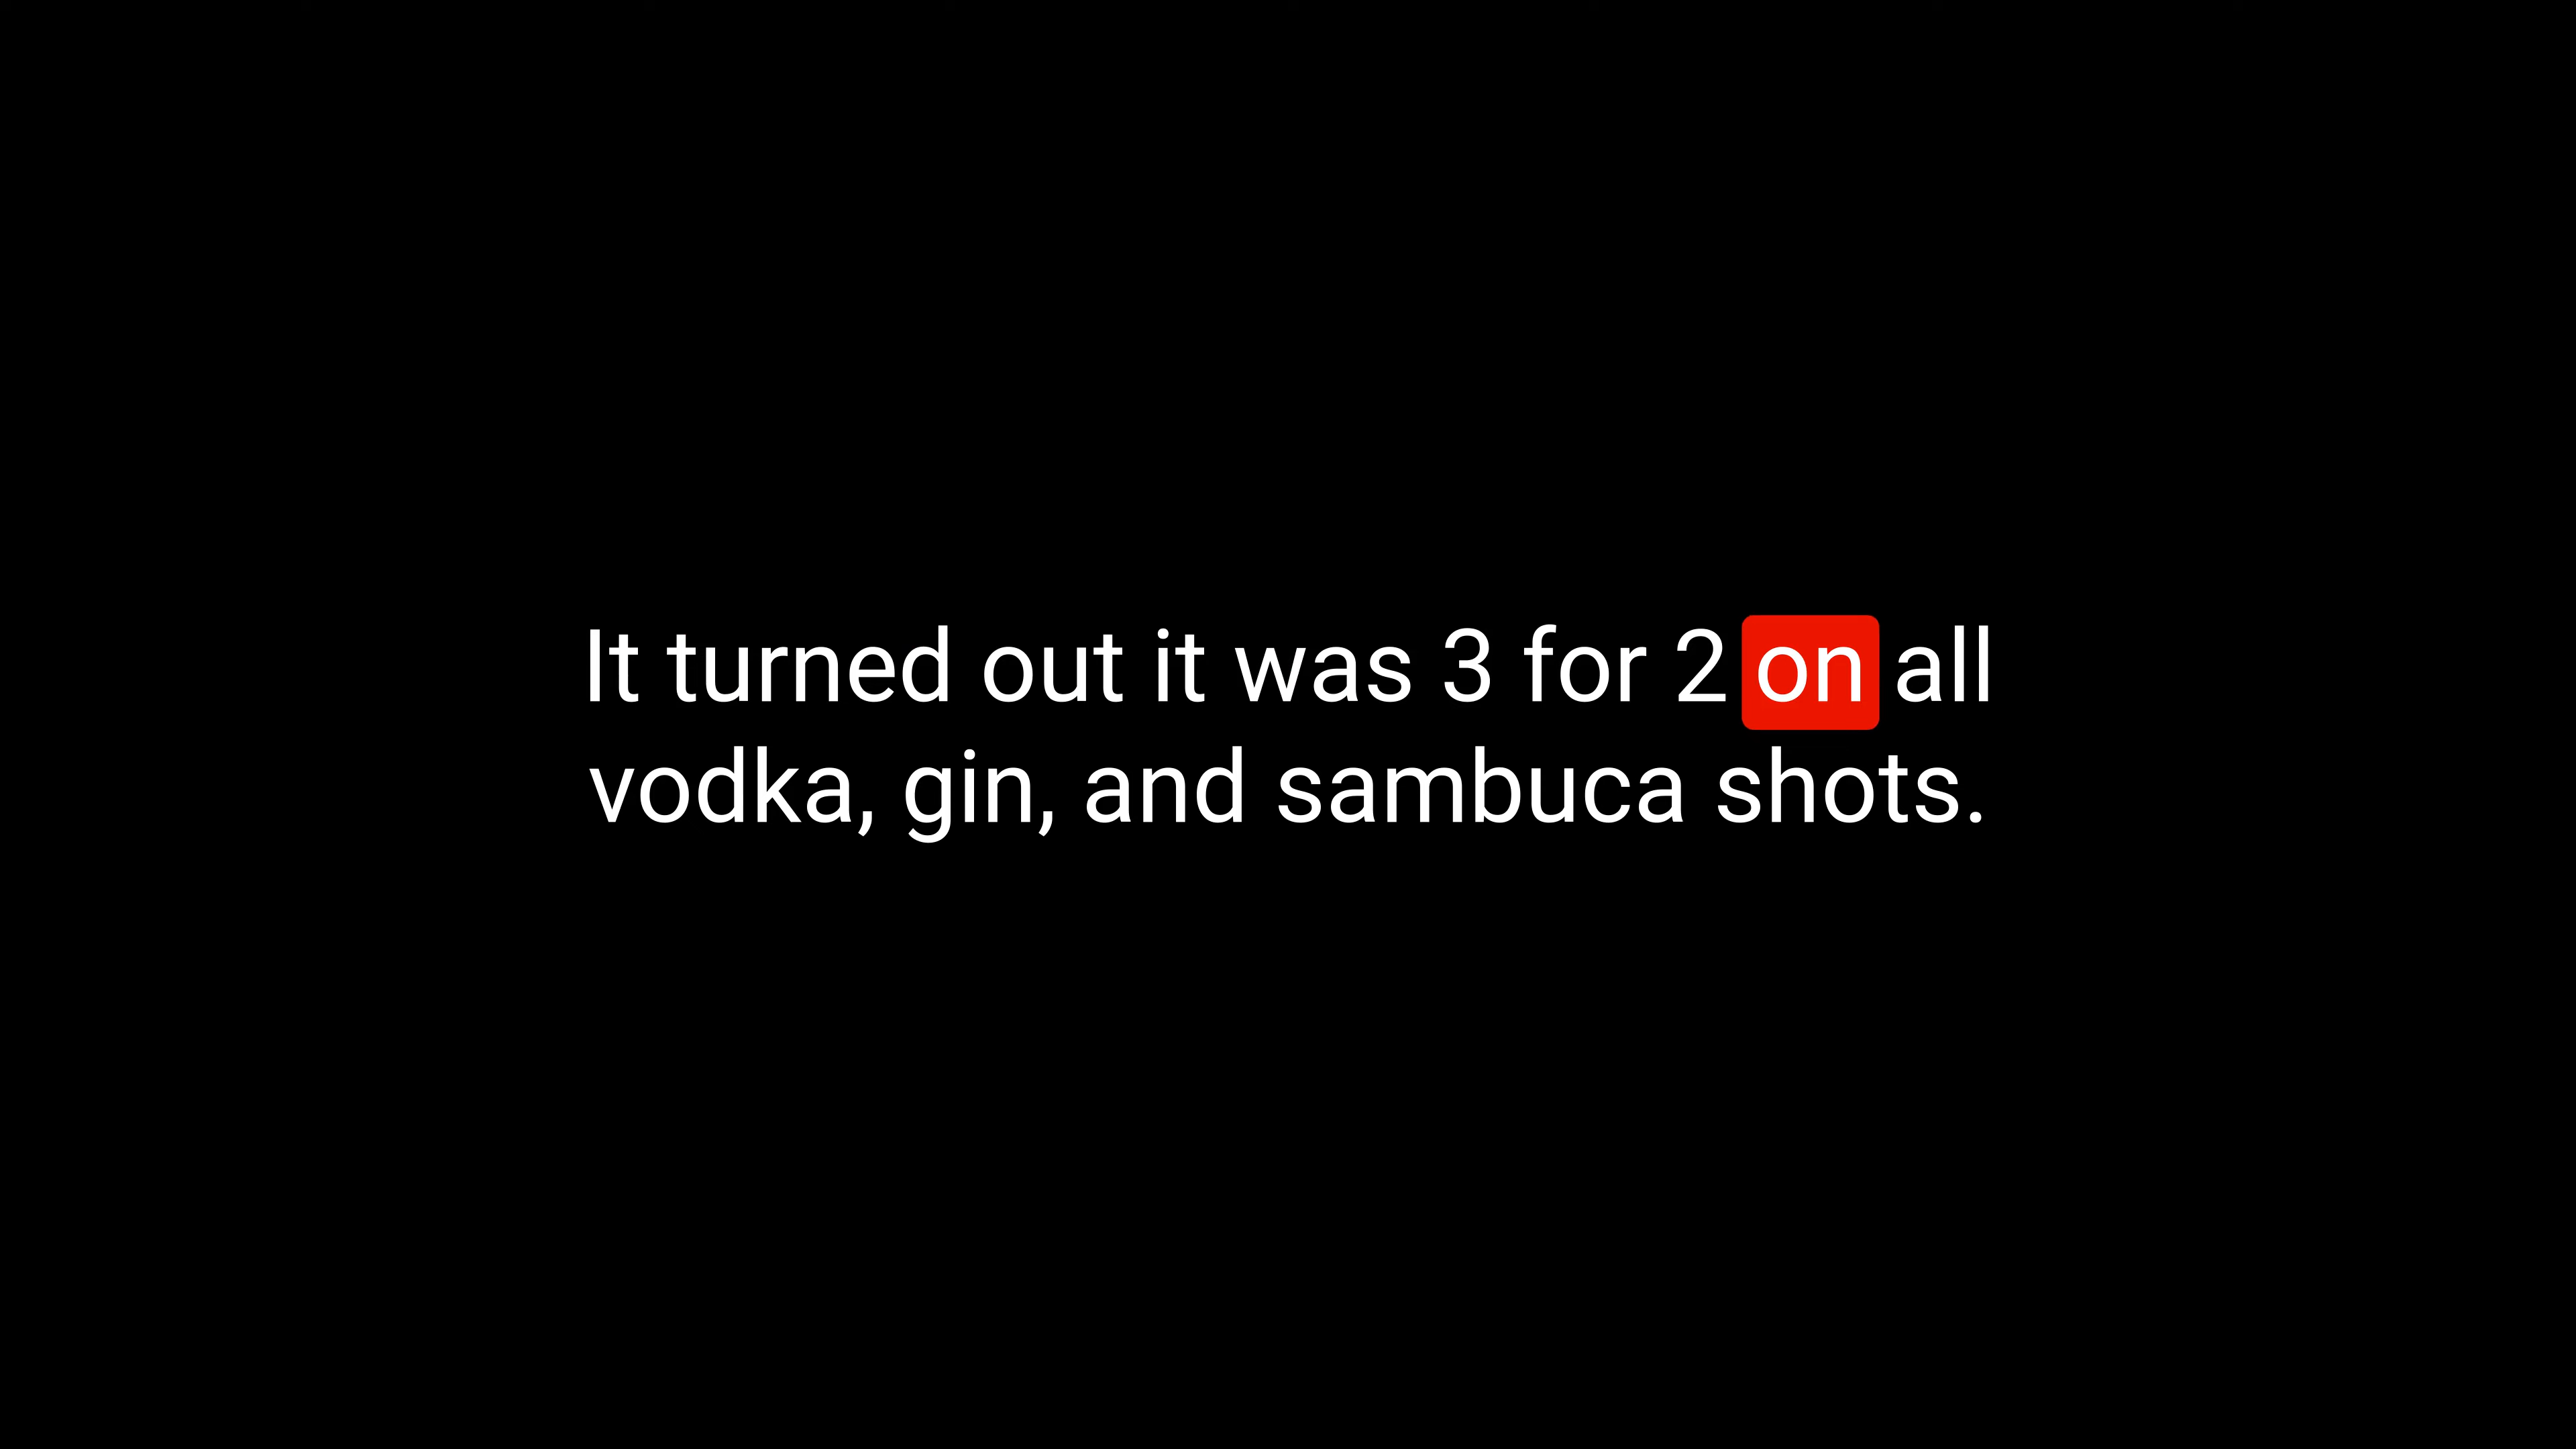 It turned out it was 3 for 2 on all
vodka, gin, and sambuca shots.